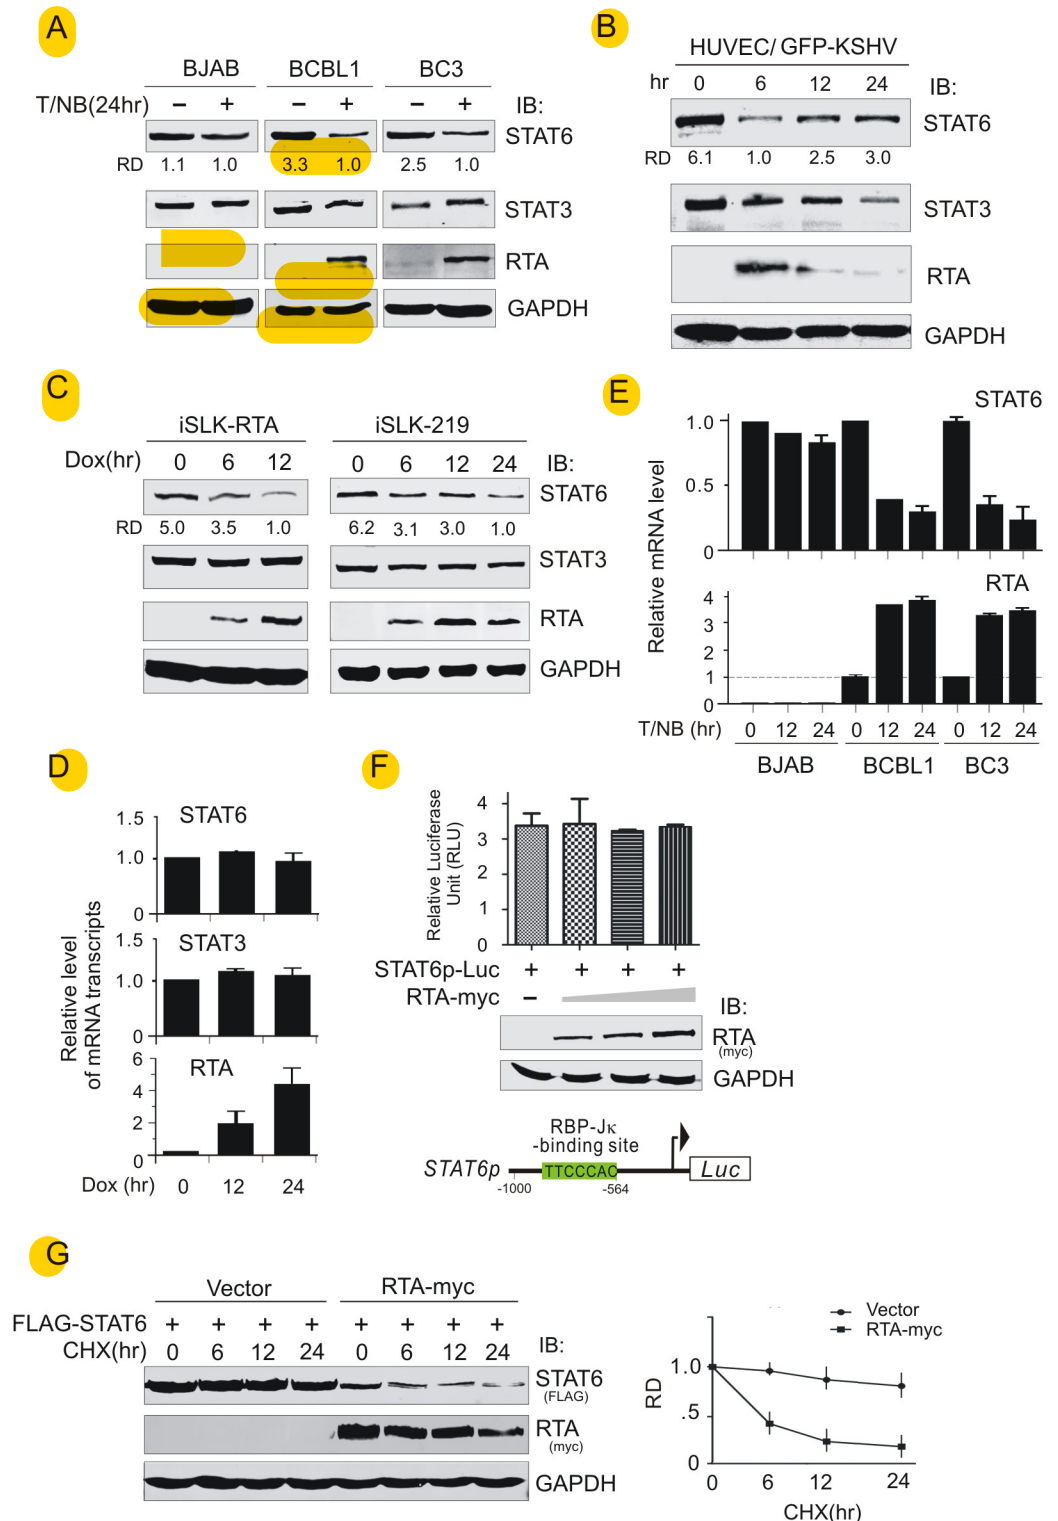 A
BJAB BCBL1 BC3
T/NB(24hr) – + – + – + IB:
STAT6
RD 1.1 1.0 3.3 1.0 2.5 1.0
STAT3
RTA
GAPDH
B
HUVEC/ GFP-KSHV
hr 0 6 12 24 IB:
STAT6
RD 6.1 1.0 2.5 3.0
STAT3
RTA
GAPDH
C
iSLK-RTA iSLK-219
Dox(hr) 0 6 12 0 6 12 24 IB:
STAT6
RD 5.0 3.5 1.0 6.2 3.1 3.0 1.0
STAT3
RTA
GAPDH
E
STAT6
1.0
0.5
0
Relative mRNA level
RTA
4
3
2
1
0
T/NB (hr) 0 12 24 0 12 24 0 12 24
BJAB BCBL1 BC3
D
STAT6
1.5
1.0
0
STAT3
1.5
1.0
0
Relative level
of mRNA transcripts
RTA
6
4
2
0
Dox (hr) 0 12 24
F
Relative Luciferase
Unit (RLU)
4
3
2
1
0
STAT6p-Luc + + + +
RTA-myc –
IB:
RTA
(myc)
GAPDH
RBP-Jκ
-binding site
STAT6p TTCCCAC Luc
-1000 -564
G
Vector RTA-myc
FLAG-STAT6 + + + + + + + +
CHX(hr) 0 6 12 24 0 6 12 24 IB:
STAT6
(FLAG)
RTA
(myc)
GAPDH
Vector
RTA-myc
RD
1.0
.5
0
0 6 12 24
CHX(hr)